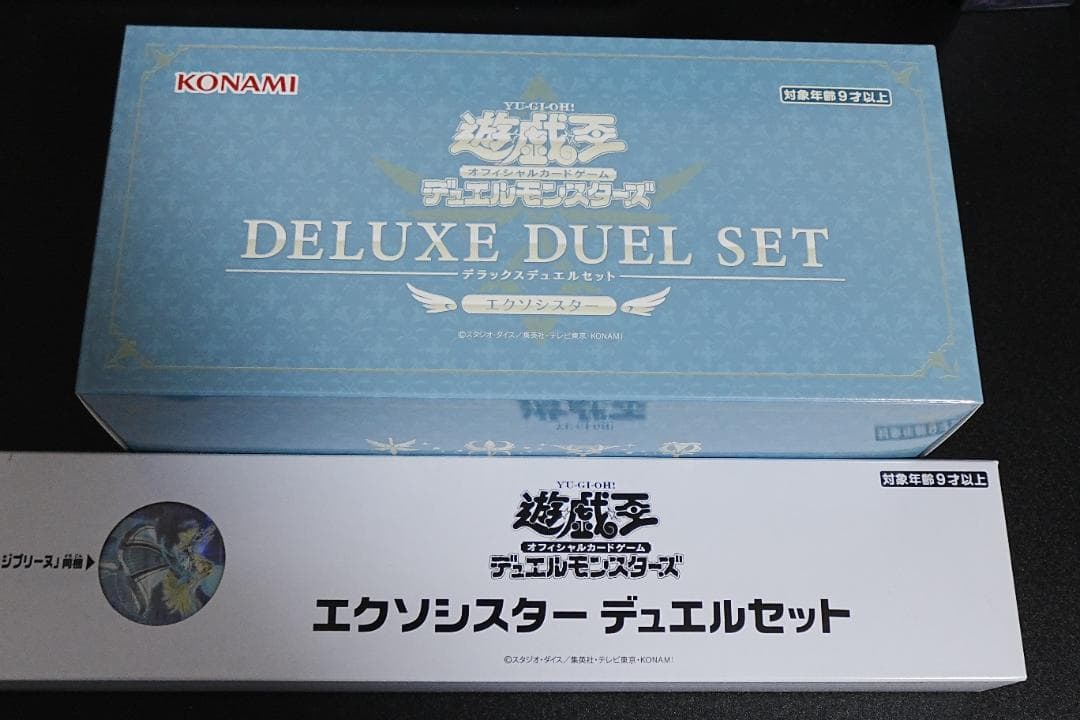 KONAMI
対象年齢9才以上
YU-GI-OH!
遊戯王
オフィシャルカードゲーム
デュエルモンスターズ
DELUXE DUEL SET
デラックスデュエルセット
エクソシスター
©スタジオ・ダイス/集英社・テレビ東京・KONAMI
対象年齢9才以上
YU-GI-OH!
遊戯王
オフィシャルカードゲーム
デュエルモンスターズ
ジブリーヌ」同梱▶
エクソシスター デュエルセット
©スタジオ・ダイス/集英社・テレビ東京・KONAMI